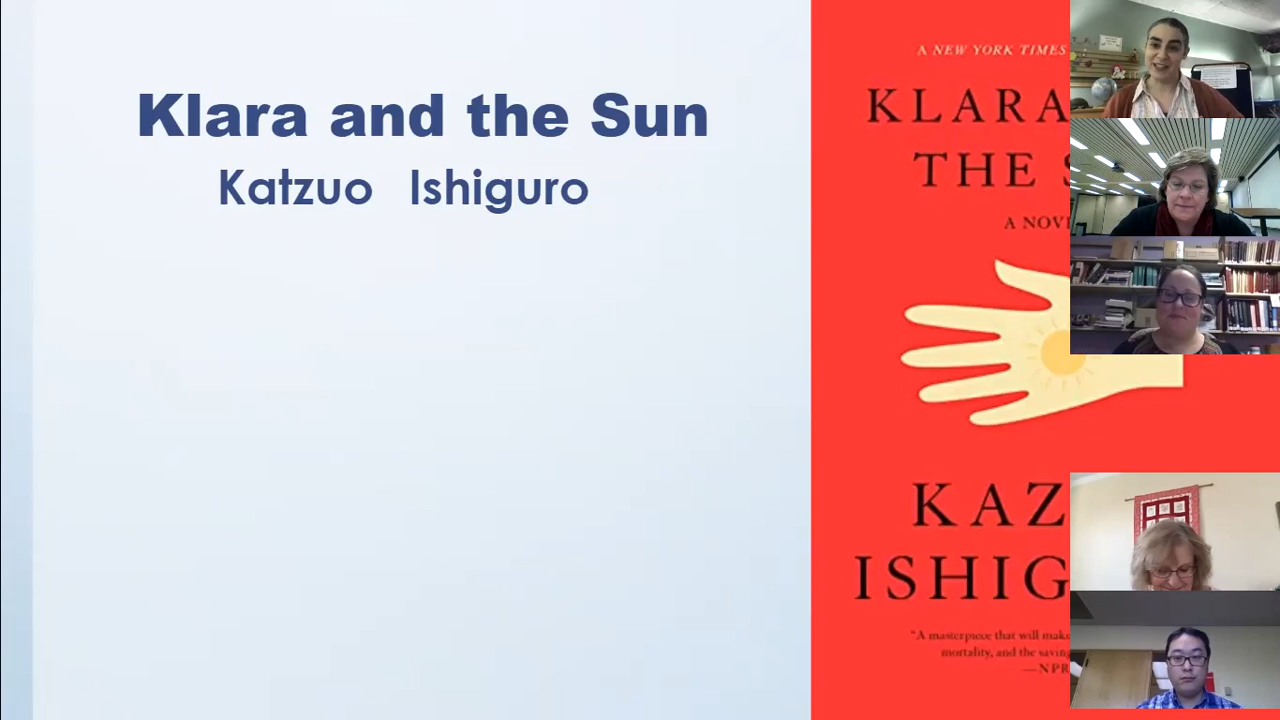 Klara and the Sun
Katzuo Ishiguro
A NEW YORK TIMES
KLARA
THE
A NOV
KAZ
ISHIG
"A masterpiece that will make
mortality, and the saving
—NPR